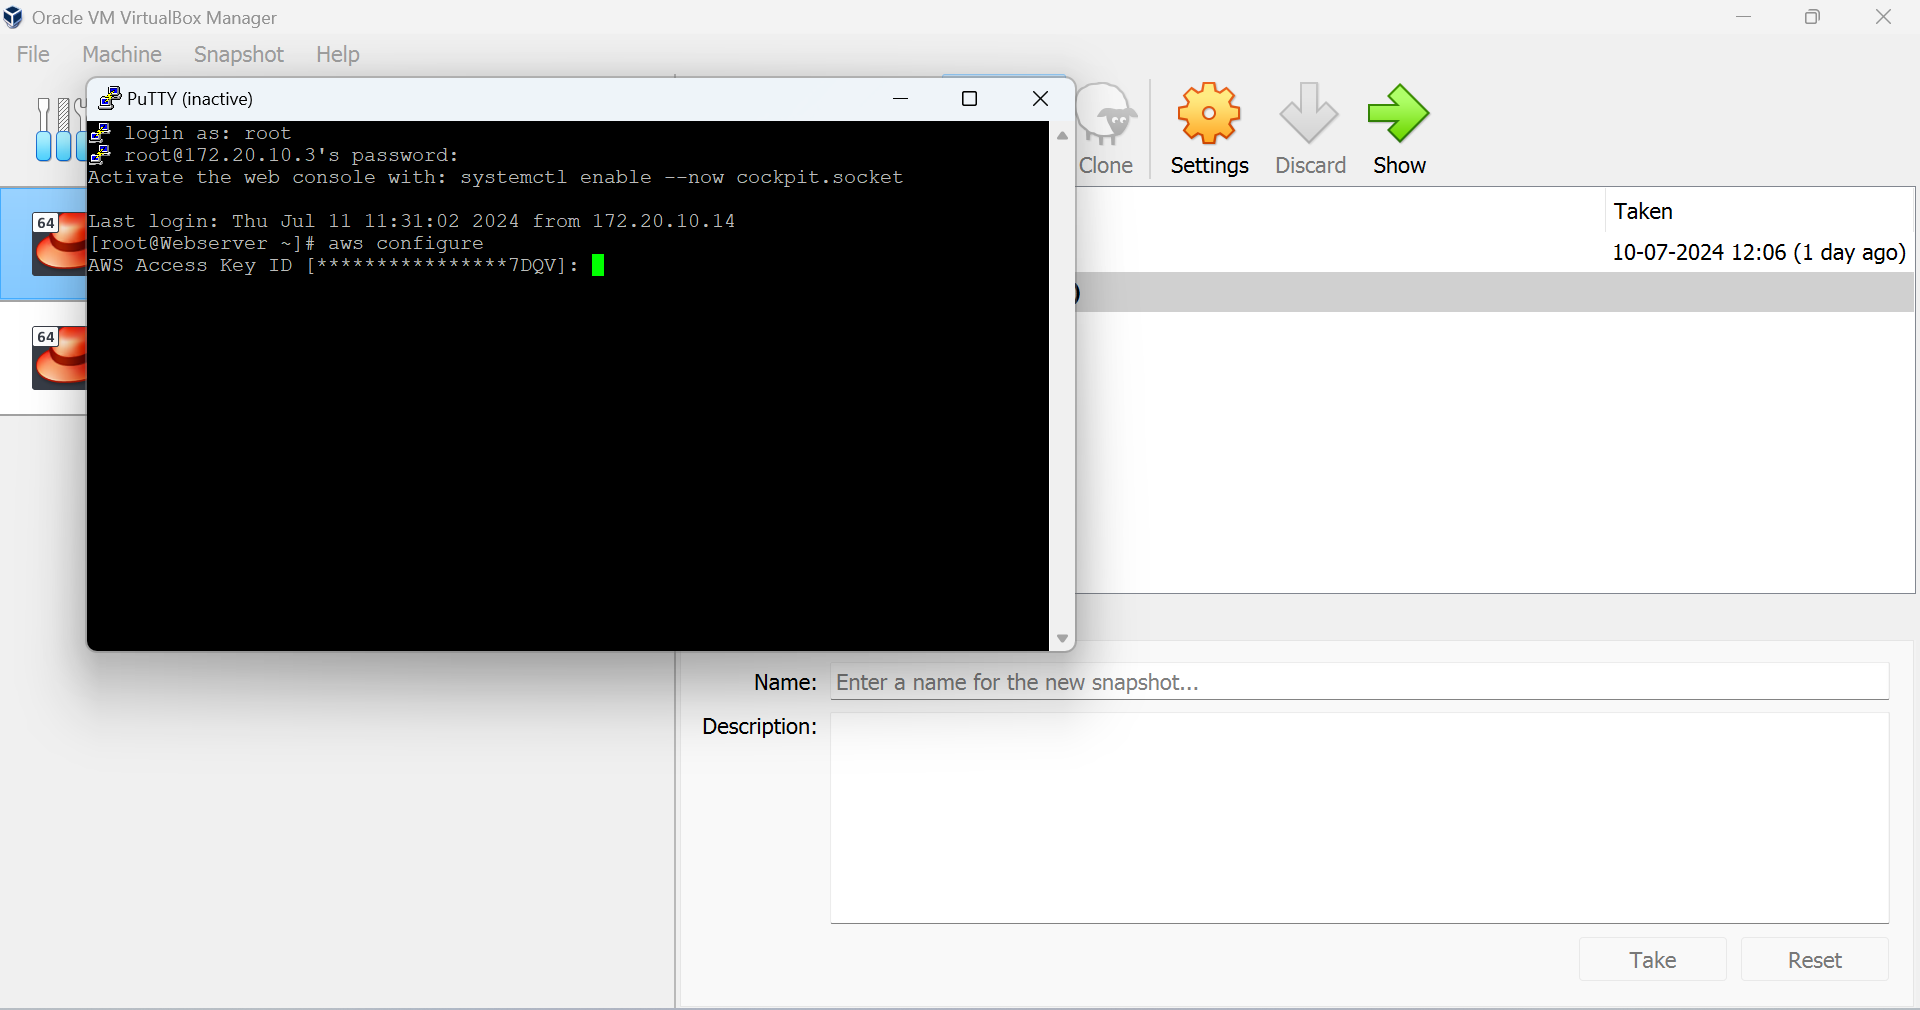 Oracle VM VirtualBox Manager
File Machine Snapshot Help
PuTTY (inactive)
login as: root
root@172.20.10.3's password:
Activate the web console with: systemctl enable --now cockpit.socket
Last login: Thu Jul 11 11:31:02 2024 from 172.20.10.14
[root@Webserver ~]# aws configure
AWS Access Key ID [****************7DQV]:
Clone Settings Discard Show
64
64
Taken
10-07-2024 12:06 (1 day ago)
)
Name: Enter a name for the new snapshot...
Description:
Take Reset